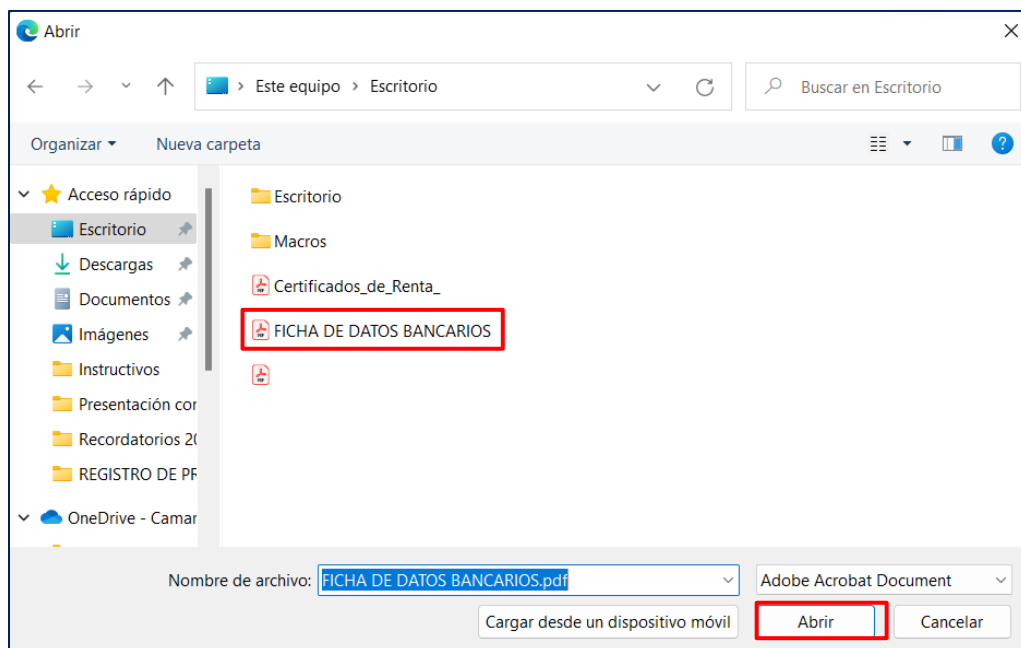 Abrir
Este equipo > Escritorio
Buscar en Escritorio
Organizar
Nueva carpeta
?
Acceso rápido
Escritorio
Descargas
Documentos
Imágenes
Instructivos
Presentación cor
Recordatorios 20
REGISTRO DE PR
OneDrive - Camar
Escritorio
Macros
Certificados_de_Renta_
FICHA DE DATOS BANCARIOS
Nombre de archivo: FICHA DE DATOS BANCARIOS.pdf
Adobe Acrobat Document
Cargar desde un dispositivo móvil
Abrir
Cancelar